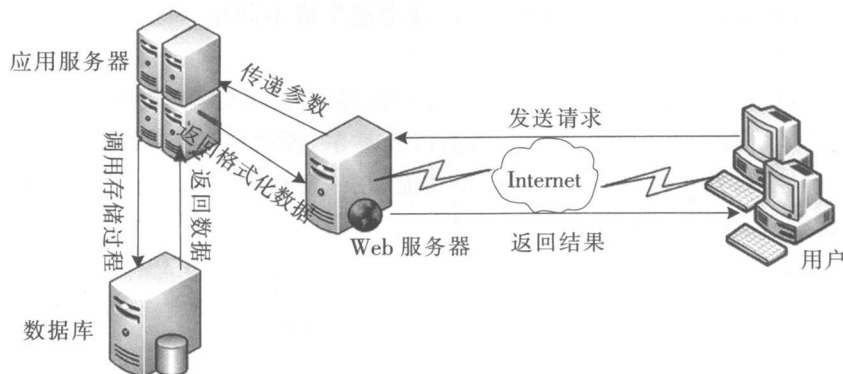 应用服务器
传递参数
发送请求
返回格式化数据
Internet
调用存储过程
返回数据
Web 服务器
返回结果
用户
数据库